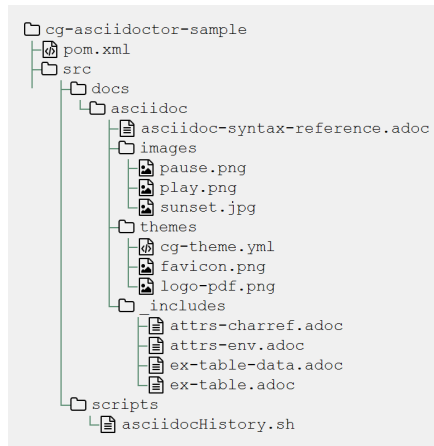 cg-asciidoctor-sample
pom.xml
src
docs
asciidoc
asciidoc-syntax-reference.adoc
images
pause.png
play.png
sunset.jpg
themes
cg-theme.yml
favicon.png
logo-pdf.png
_includes
attrs-charref.adoc
attrs-env.adoc
ex-table-data.adoc
ex-table.adoc
scripts
asciidocHistory.sh